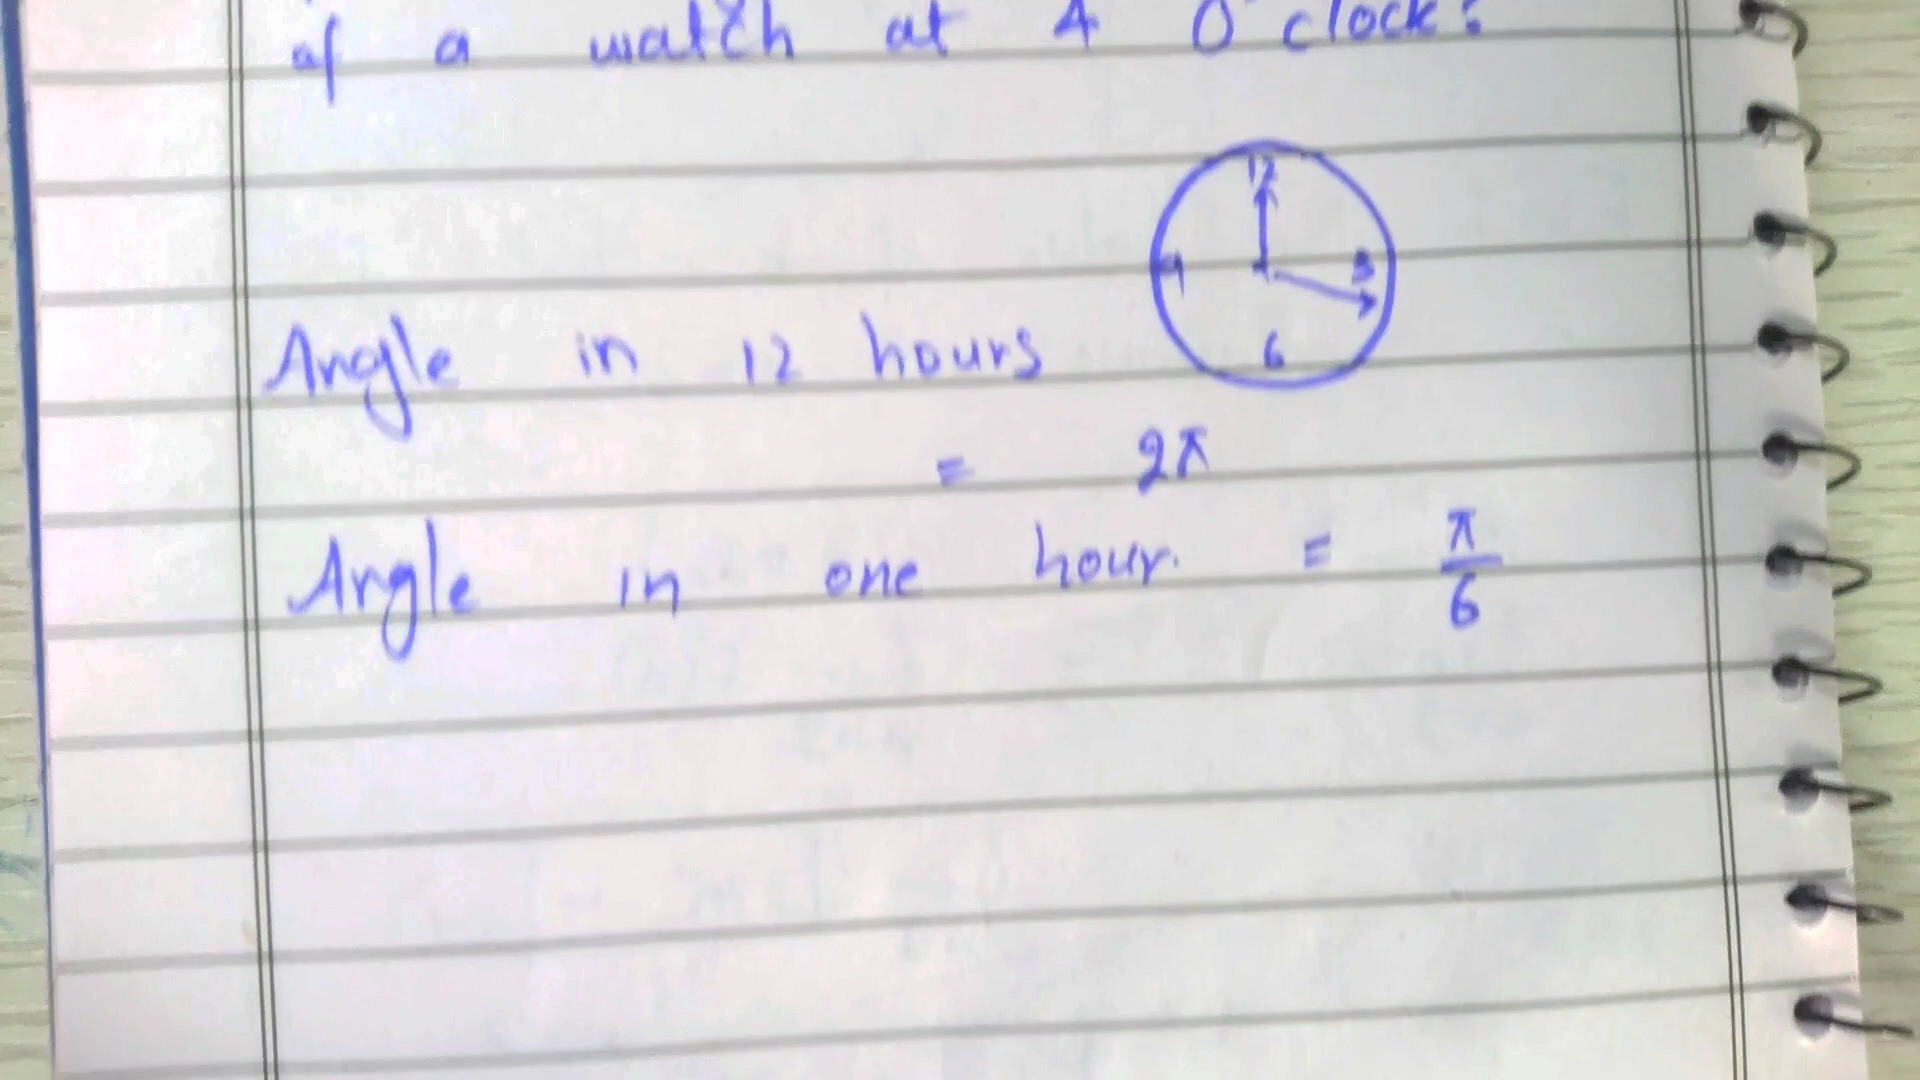 of a watch at 4 O'clock:
12
9 3
6
Angle in 12 hours
= 2π
Angle in one hour. = π/6